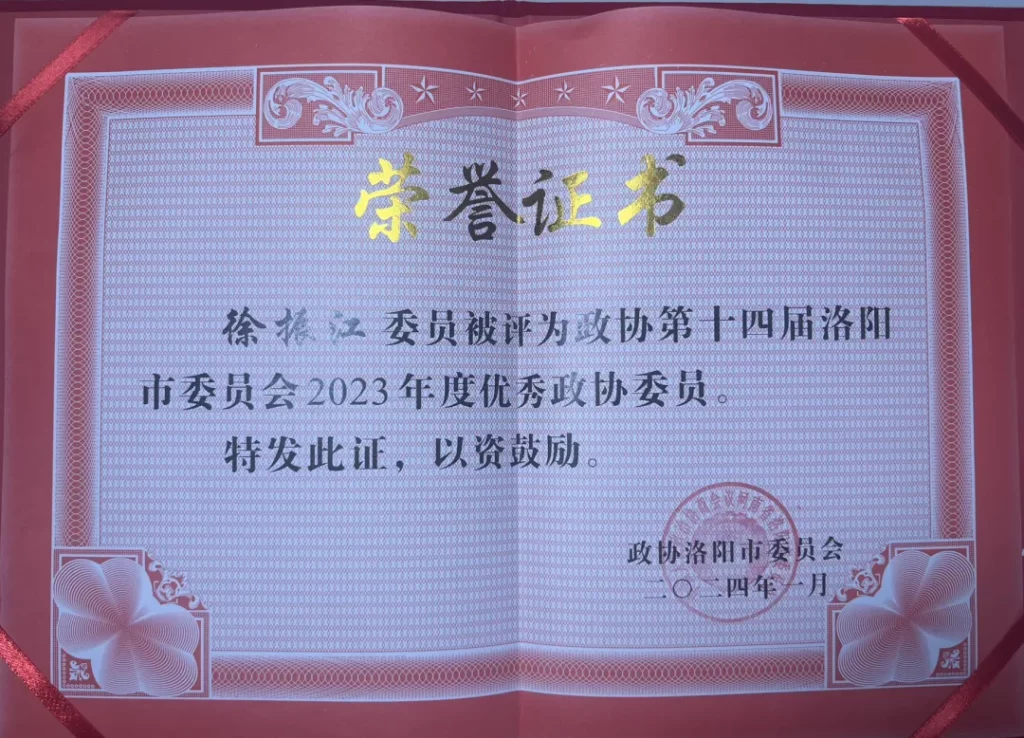 荣誉证书
徐振江 委员被评为政协第十四届洛阳
市委员会2023年度优秀政协委员。
特发此证，以资鼓励。
政协洛阳市委员会
二〇二四年一月